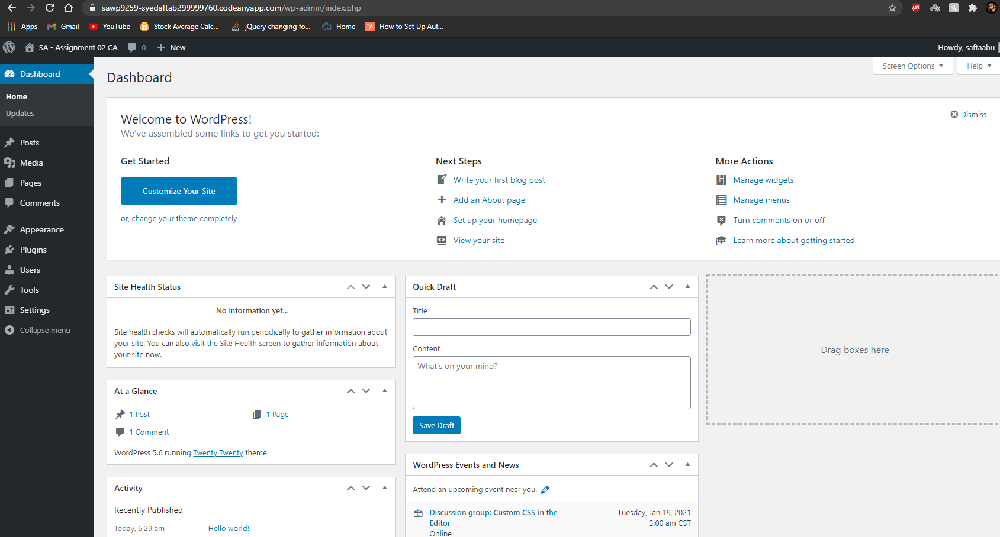 sawp9259-syedaftab299999760.codeanyapp.com/wp-admin/index.php
Apps Gmail YouTube Stock Average Calc... jQuery changing fo... Home How to Set Up Aut...
SA - Assignment 02 CA 0 New Howdy, saftaabu
Dashboard
Home
Updates
Posts
Media
Pages
Comments
Appearance
Plugins
Users
Tools
Settings
Collapse menu
Screen Options Help
Dashboard
Welcome to WordPress!
We've assembled some links to get you started:
Dismiss
Get Started
Customize Your Site
or, change your theme completely
Next Steps
Write your first blog post
Add an About page
Set up your homepage
View your site
More Actions
Manage widgets
Manage menus
Turn comments on or off
Learn more about getting started
Site Health Status
No information yet...
Site health checks will automatically run periodically to gather information about
your site. You can also visit the Site Health screen to gather information about
your site now.
At a Glance
1 Post 1 Page
1 Comment
WordPress 5.6 running Twenty Twenty theme.
Activity
Recently Published
Today, 6:29 am Hello world!
Quick Draft
Title
Content
What's on your mind?
Save Draft
WordPress Events and News
Attend an upcoming event near you.
Discussion group: Custom CSS in the
Editor
Online
Tuesday, Jan 19, 2021
3:00 am CST
Drag boxes here